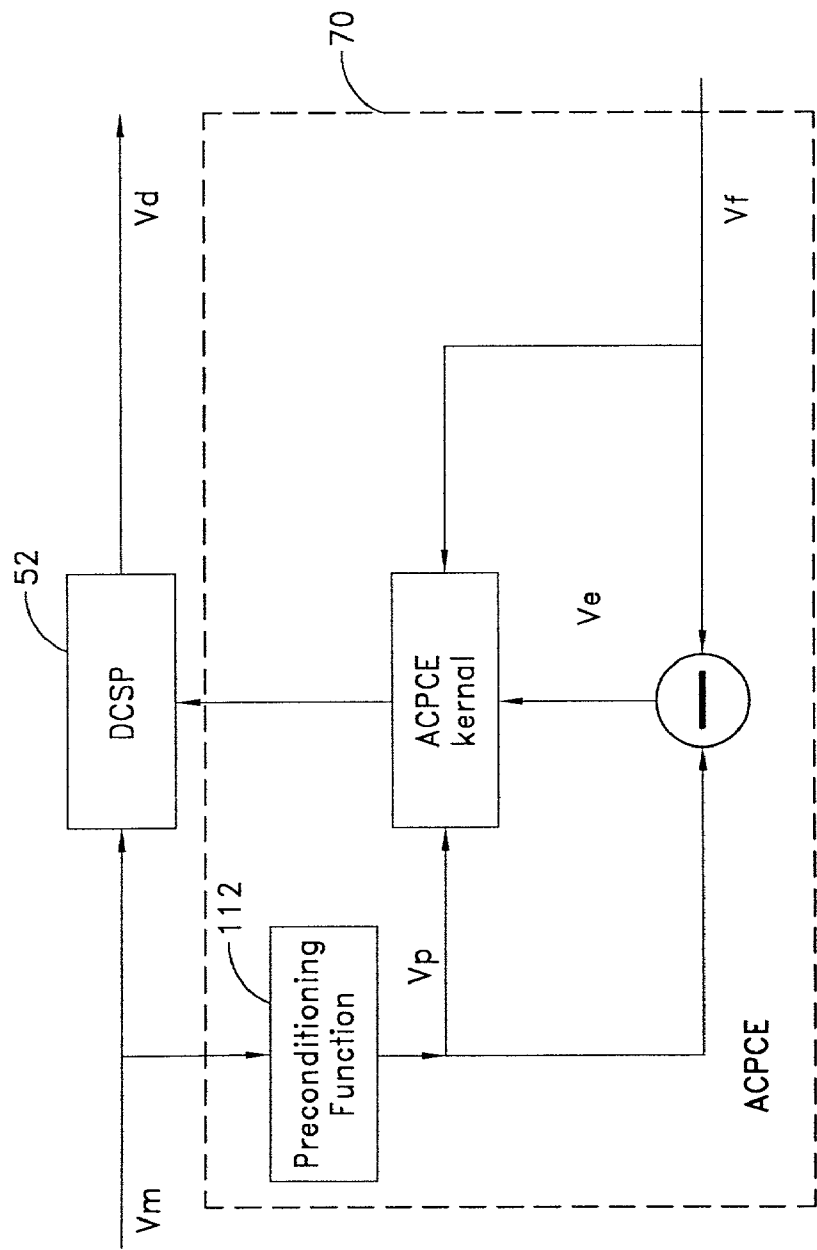 Vm
DCSP
52
Vd
70
112
Preconditioning
Function
Vp
ACPCE
kernal
Ve
Vf
ACPCE